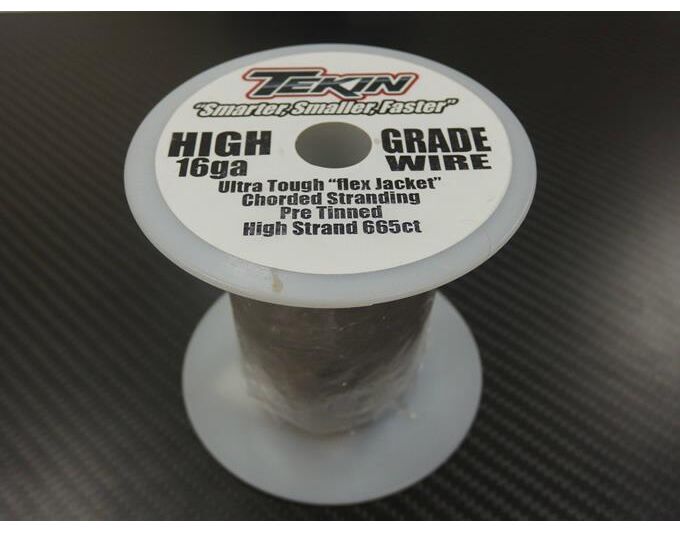 TEKIN
"Smarter, Smaller, Faster"
HIGH GRADE
16ga WIRE
Ultra Tough "flex Jacket"
Chorded Stranding
Pre Tinned
High Strand 665ct